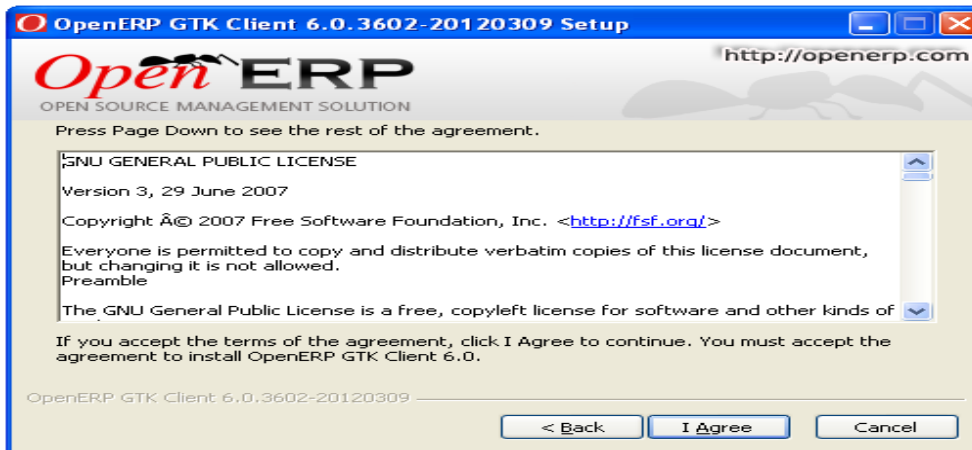 OpenERP GTK Client 6.0.3602-20120309 Setup
Open ERP
http://openerp.com
OPEN SOURCE MANAGEMENT SOLUTION
Press Page Down to see the rest of the agreement.
GNU GENERAL PUBLIC LICENSE
Version 3, 29 June 2007
Copyright Â© 2007 Free Software Foundation, Inc. <http://fsf.org/>
Everyone is permitted to copy and distribute verbatim copies of this license document,
but changing it is not allowed.
Preamble
The GNU General Public License is a free, copyleft license for software and other kinds of
If you accept the terms of the agreement, click I Agree to continue. You must accept the
agreement to install OpenERP GTK Client 6.0.
OpenERP GTK Client 6.0.3602-20120309
< Back
I Agree
Cancel